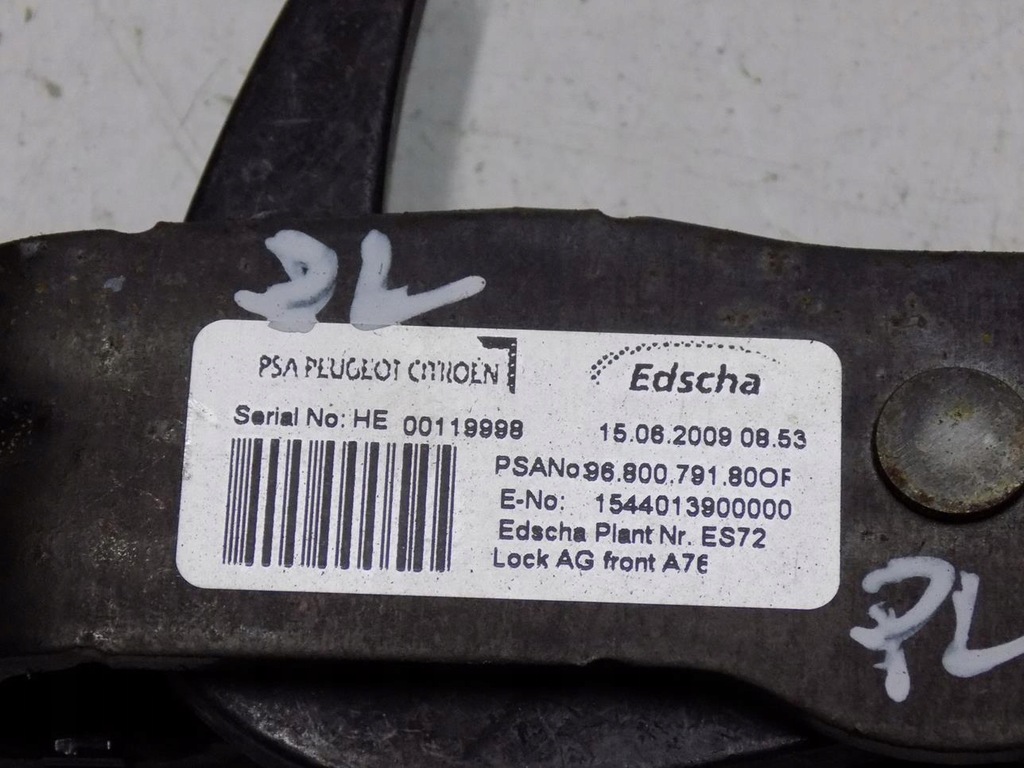 PL
PSA PEUGEOT CITROËN
Edscha
Serial No: HE 00119998
15.06.2009 08.53
PSANo:96.800.791.80OF
E-No: 1544013900000
Edscha Plant Nr. ES72
Lock AG front A76
PL